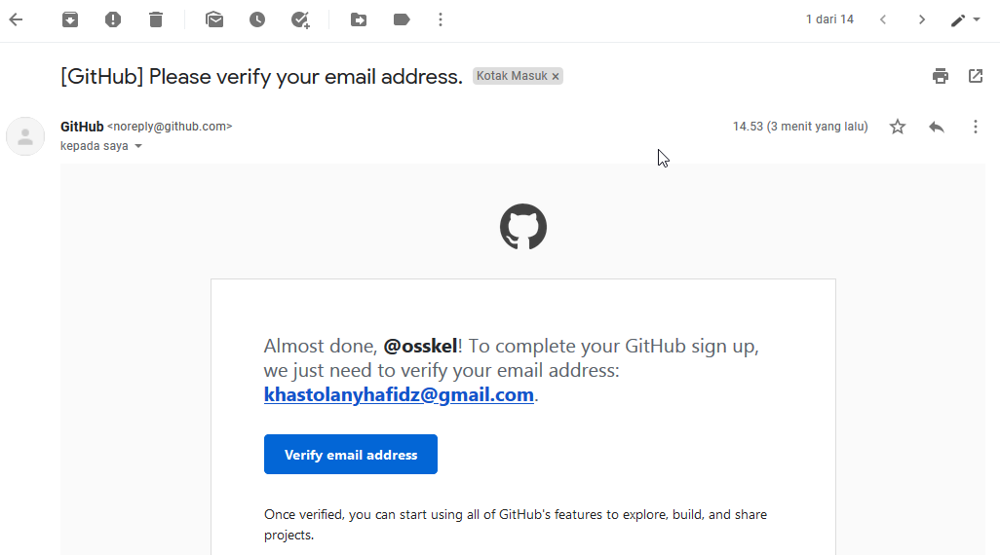 1 dari 14
[GitHub] Please verify your email address. Kotak Masuk ×
GitHub <noreply@github.com> 14.53 (3 menit yang lalu)
kepada saya
Almost done, @osskel! To complete your GitHub sign up,
we just need to verify your email address:
khastolanyhafidz@gmail.com.
Verify email address
Once verified, you can start using all of GitHub's features to explore, build, and share
projects.